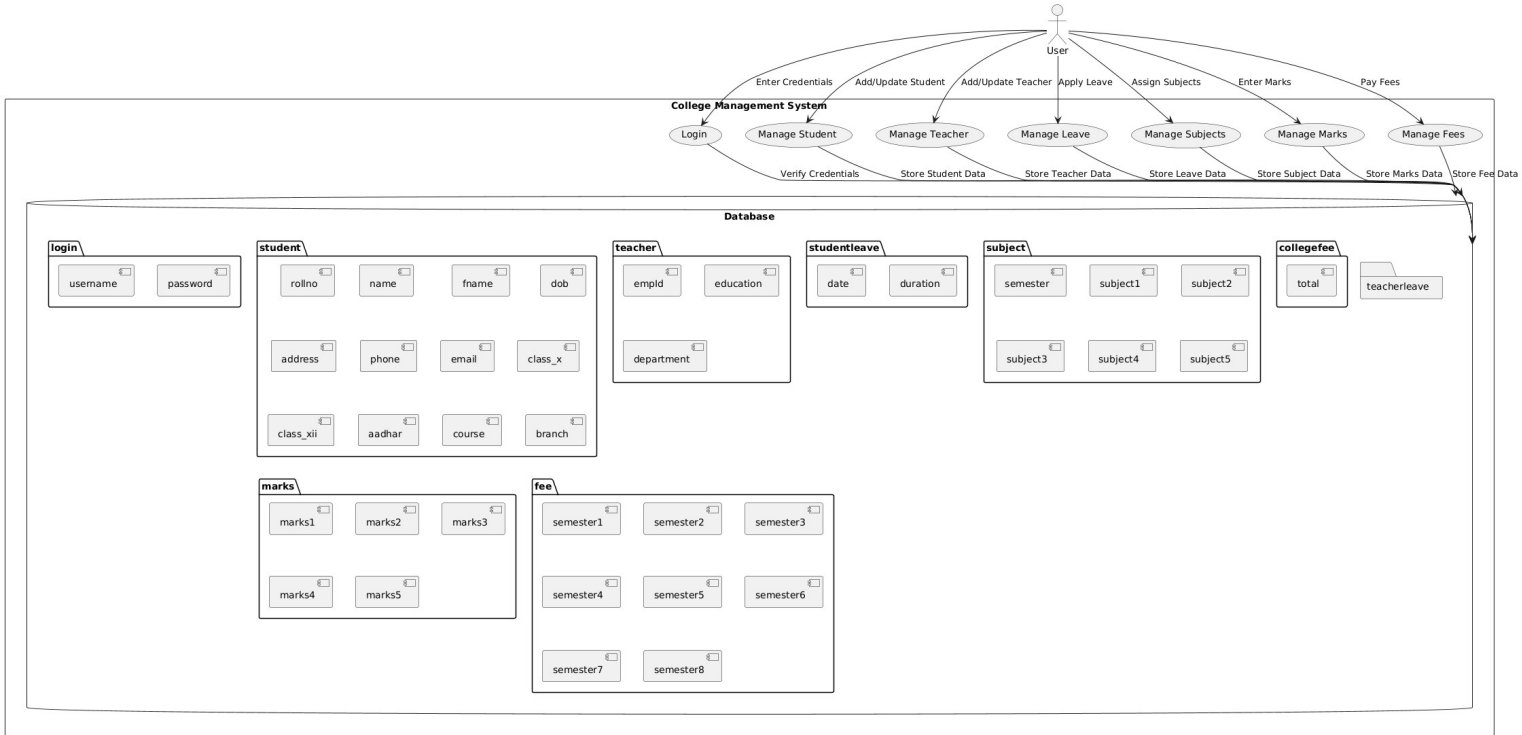 User
Enter Credentials
Add/Update Student
Add/Update Teacher
Apply Leave
Assign Subjects
Enter Marks
Pay Fees
College Management System
Login
Manage Student
Manage Teacher
Manage Leave
Manage Subjects
Manage Marks
Manage Fees
Verify Credentials
Store Student Data
Store Teacher Data
Store Leave Data
Store Subject Data
Store Marks Data
Store Fee Data
Database
login
username
password
student
rollno
name
fname
dob
address
phone
email
class_x
class_xii
aadhar
course
branch
teacher
empId
education
department
studentleave
date
duration
subject
semester
subject1
subject2
subject3
subject4
subject5
collegefee
total
teacherleave
marks
marks1
marks2
marks3
marks4
marks5
fee
semester1
semester2
semester3
semester4
semester5
semester6
semester7
semester8